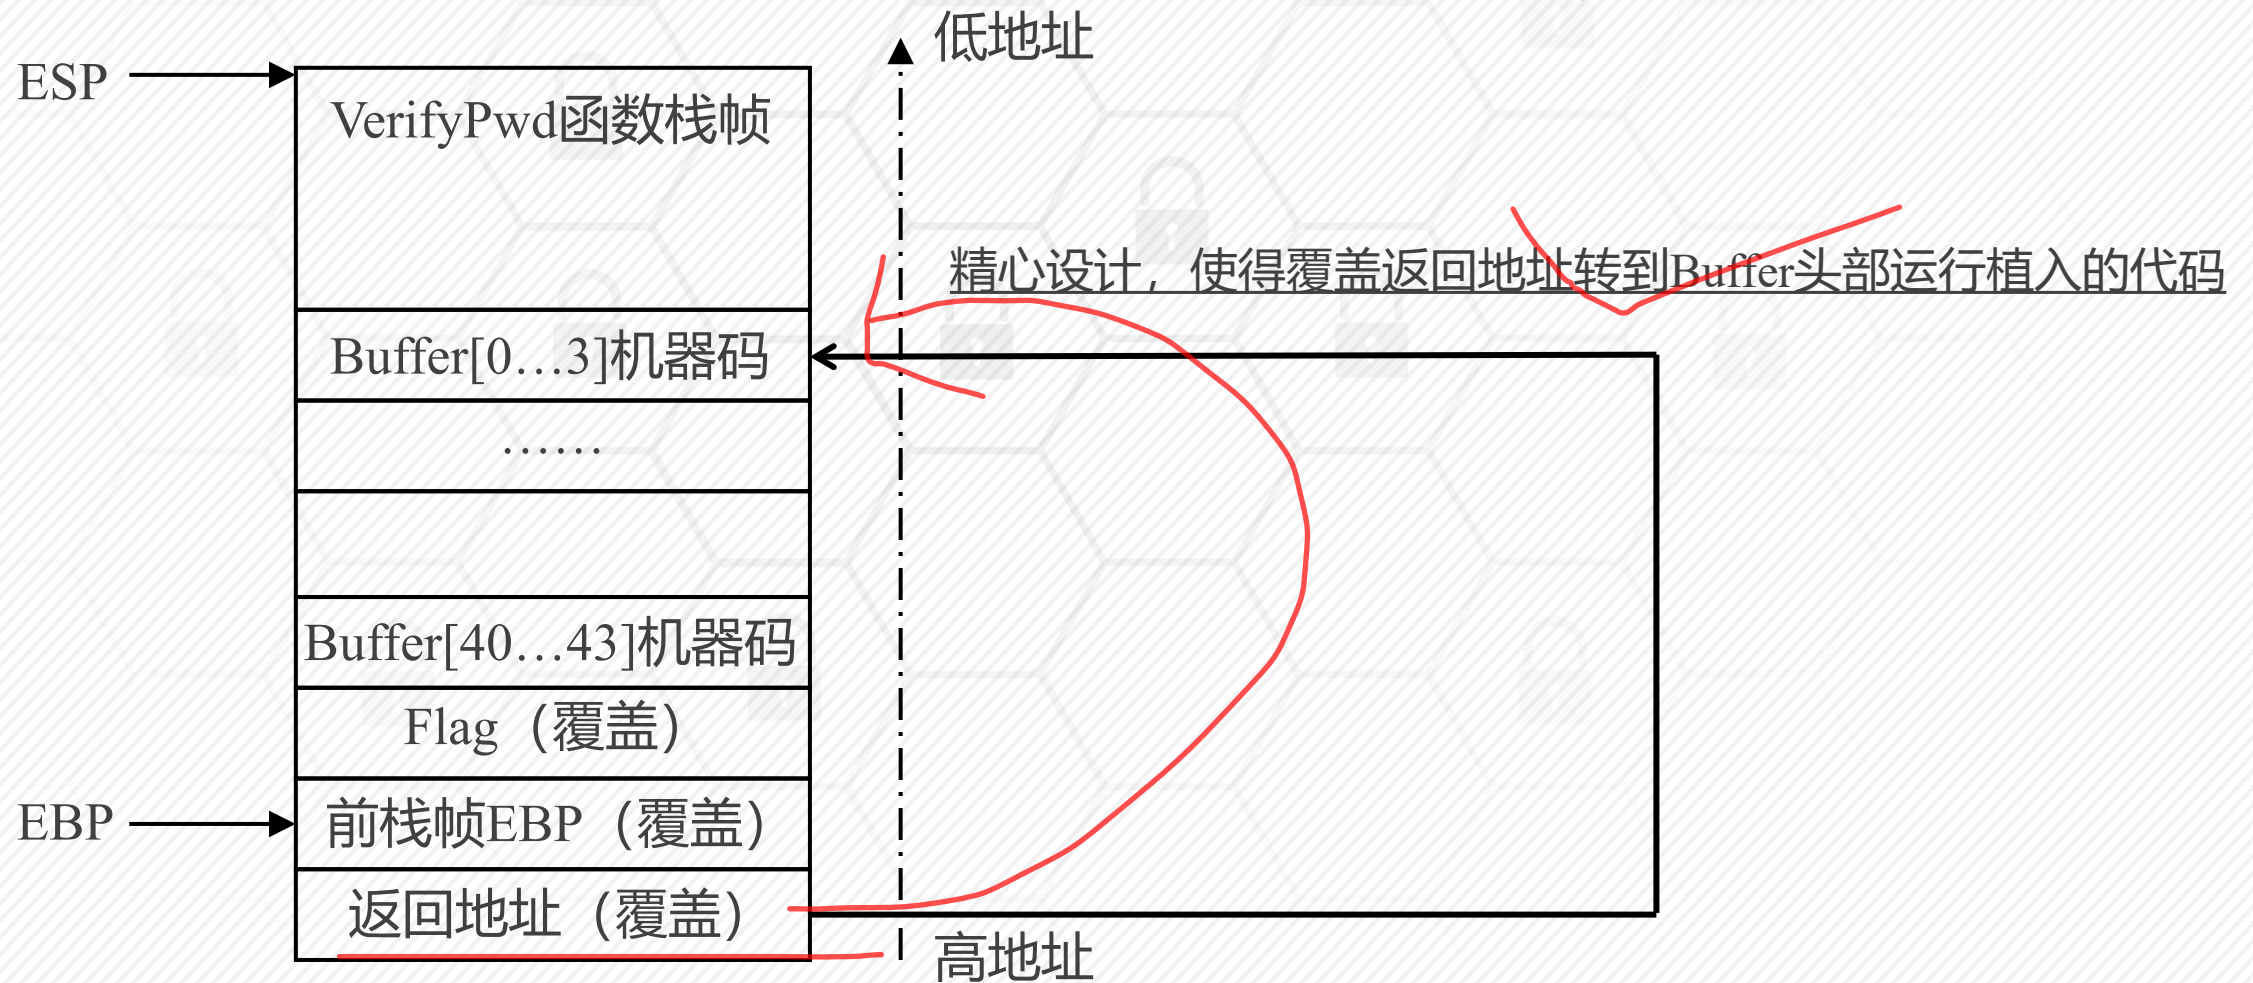 低地址
ESP
VerifyPwd函数栈帧
精心设计，使得覆盖返回地址转到Buffer头部运行植入的代码
Buffer[0…3]机器码
……
Buffer[40…43]机器码
Flag（覆盖）
EBP
前栈帧EBP（覆盖）
返回地址（覆盖）
高地址